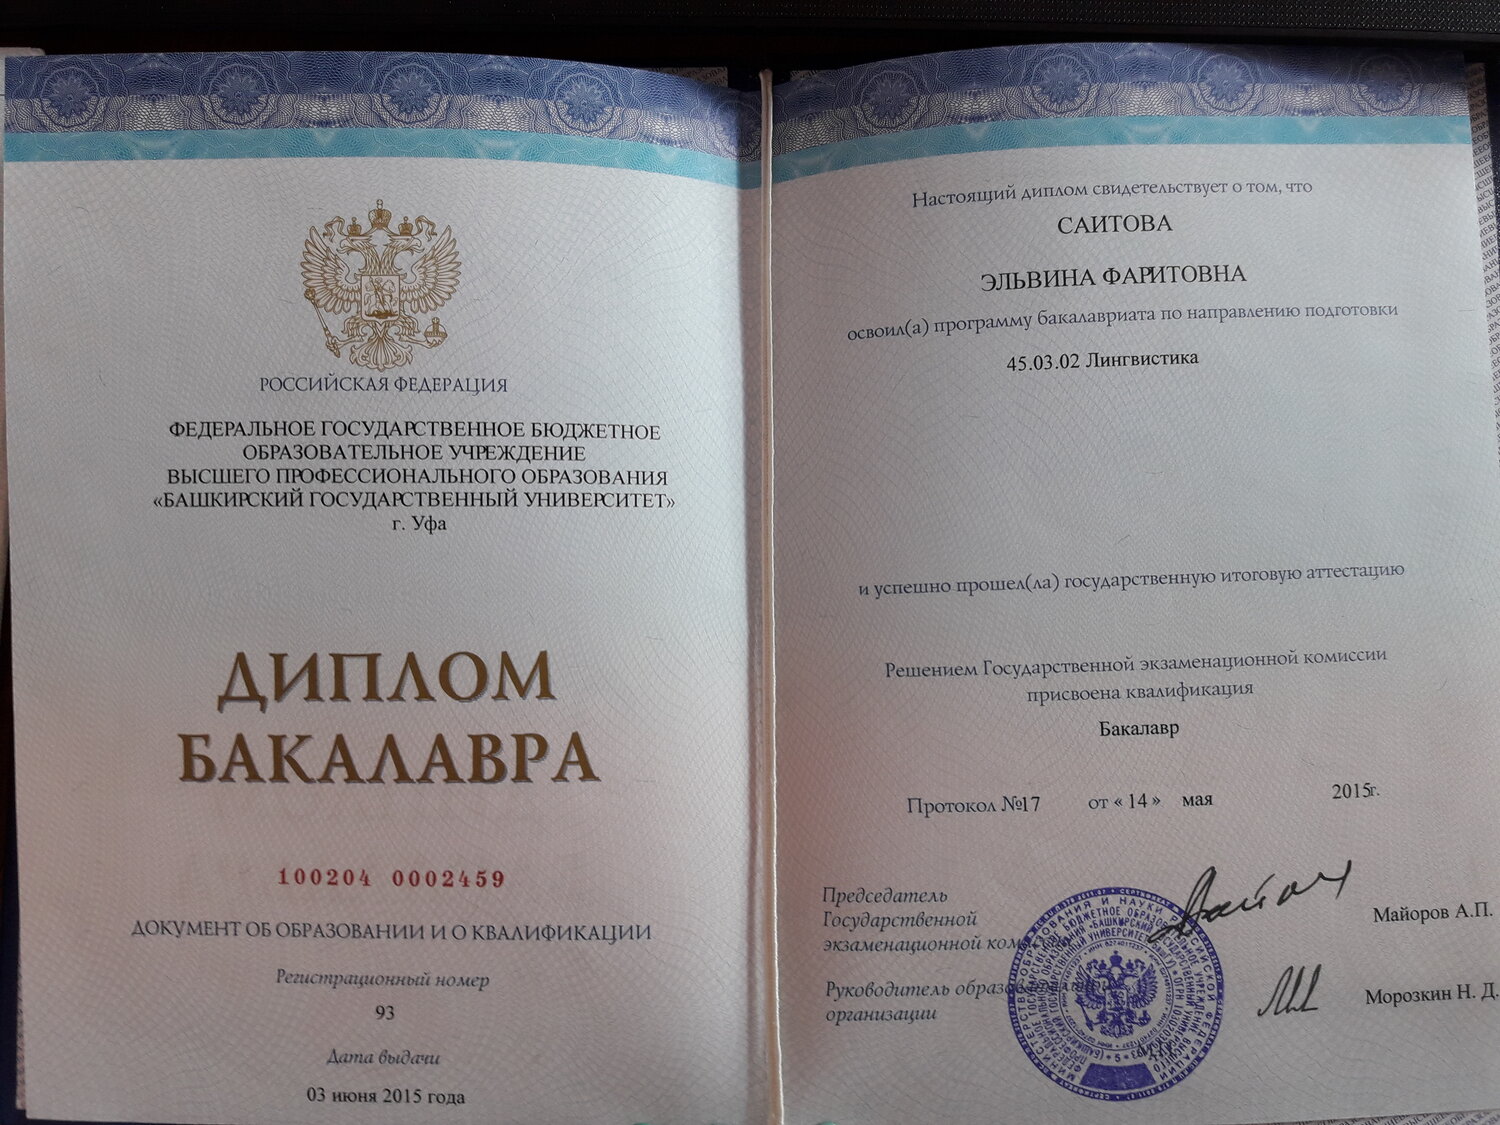 РОССИЙСКАЯ ФЕДЕРАЦИЯ
ФЕДЕРАЛЬНОЕ ГОСУДАРСТВЕННОЕ БЮДЖЕТНОЕ
ОБРАЗОВАТЕЛЬНОЕ УЧРЕЖДЕНИЕ
ВЫСШЕГО ПРОФЕССИОНАЛЬНОГО ОБРАЗОВАНИЯ
«БАШКИРСКИЙ ГОСУДАРСТВЕННЫЙ УНИВЕРСИТЕТ»
г. Уфа
ДИПЛОМ
БАКАЛАВРА
100204 0002459
ДОКУМЕНТ ОБ ОБРАЗОВАНИИ И О КВАЛИФИКАЦИИ
Регистрационный номер
93
Дата выдачи
03 июня 2015 года
Настоящий диплом свидетельствует о том, что
САИТОВА
ЭЛЬВИНА ФАРИТОВНА
освоил(а) программу бакалавриата по направлению подготовки
45.03.02 Лингвистика
и успешно прошел(ла) государственную итоговую аттестацию
Решением Государственной экзаменационной комиссии
присвоена квалификация
Бакалавр
Протокол №17 от « 14 » мая 2015г.
Председатель
Государственной
экзаменационной
Майоров А.П.
Руководитель
организации
Морозкин Н. Д.